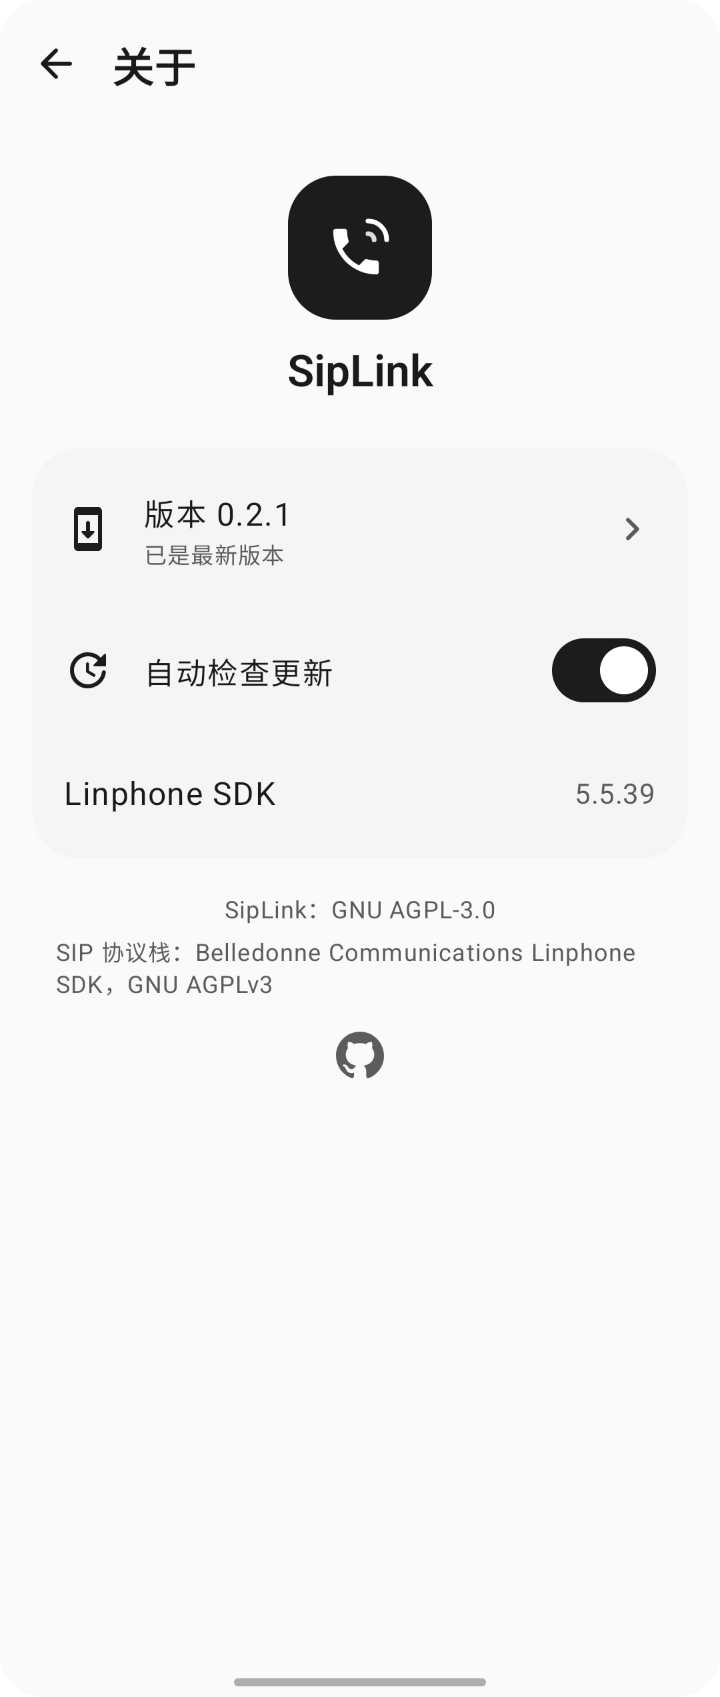 关于
SipLink
版本 0.2.1
已是最新版本
自动检查更新
Linphone SDK
5.5.39
SipLink：GNU AGPL-3.0
SIP 协议栈：Belledonne Communications Linphone
SDK，GNU AGPLv3